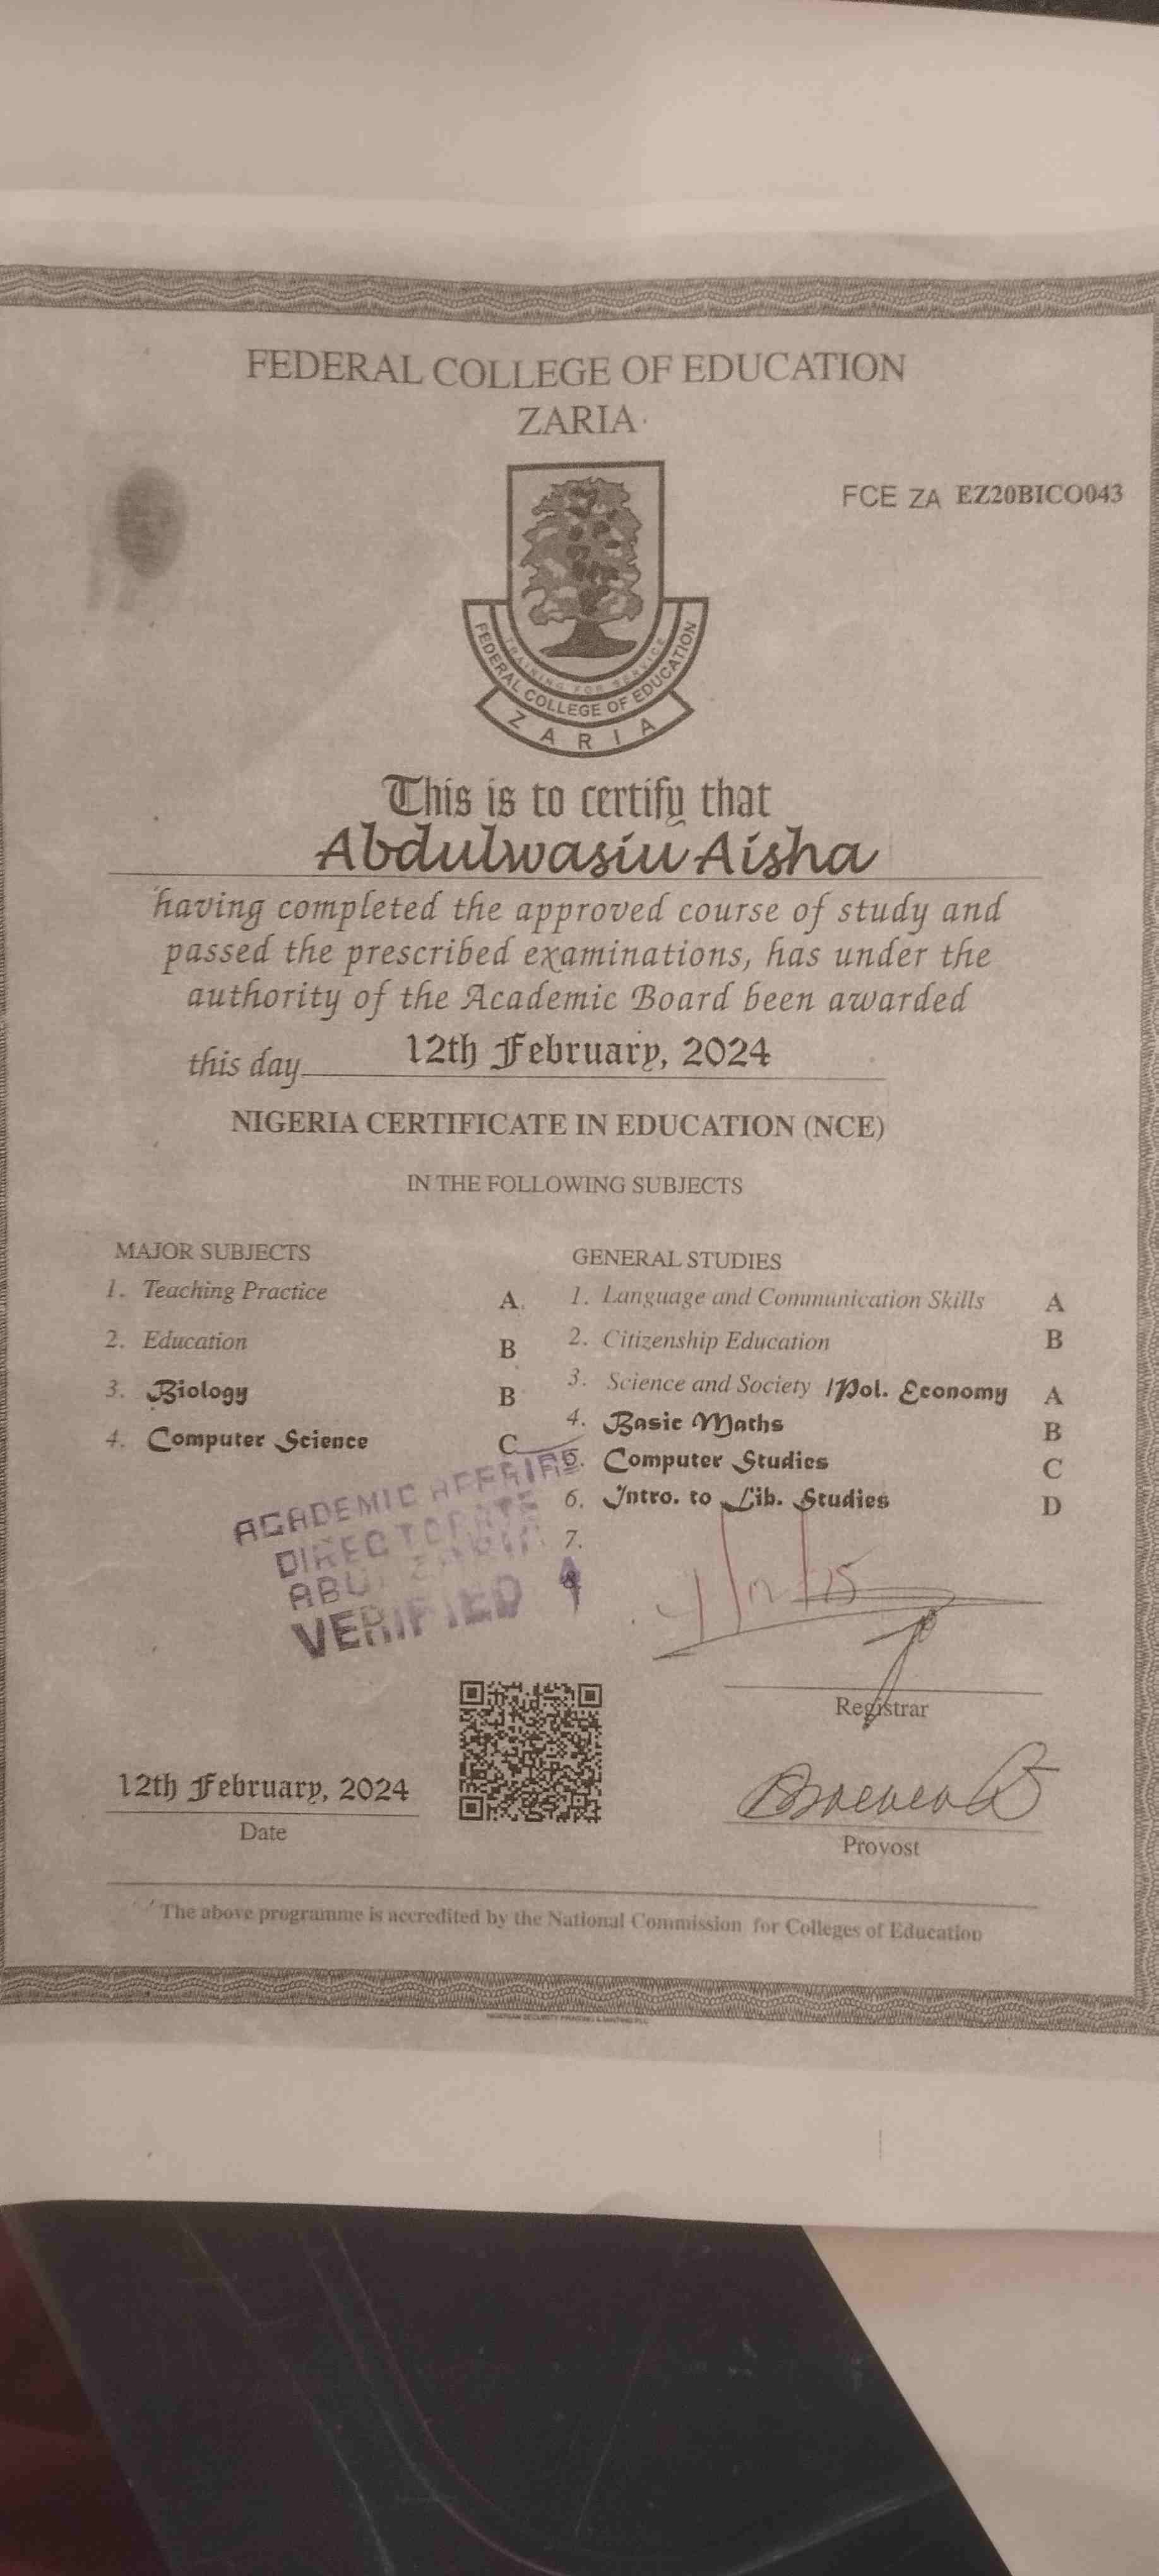 FEDERAL COLLEGE OF EDUCATION
ZARIA
FCE ZA EZ20BICO043
TRAINING FOR SERVICE
FEDERAL COLLEGE OF EDUCATION
ZARIA
This is to certify that
Abdulwasiu Aisha
having completed the approved course of study and
passed the prescribed examinations, has under the
authority of the Academic Board been awarded
this day 12th February, 2024
NIGERIA CERTIFICATE IN EDUCATION (NCE)
IN THE FOLLOWING SUBJECTS
MAJOR SUBJECTS
1. Teaching Practice A
2. Education B
3. Biology B
4. Computer Science C
GENERAL STUDIES
1. Language and Communication Skills A
2. Citizenship Education B
3. Science and Society /Pol. Economy A
4. Basic Maths B
5. Computer Studies C
6. Intro. to Lib. Studies D
7.
ACADEMIC AFFAIRS
DIRECTORATE
ABU ZARIA
VERIFIED
Registrar
12th February, 2024
Date
Provost
The above programme is accredited by the National Commission for Colleges of Education